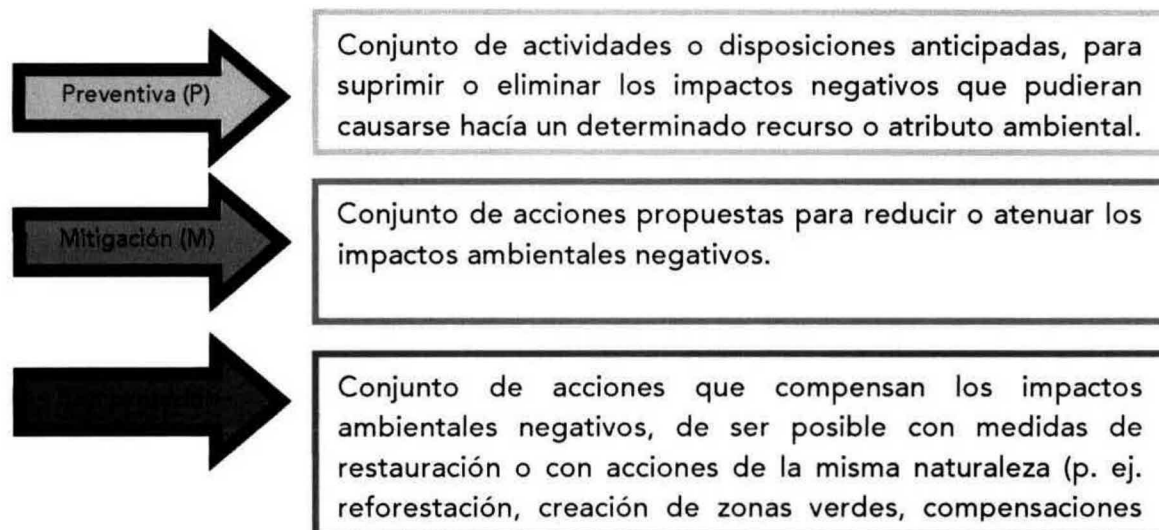 Preventiva (P)
Conjunto de actividades o disposiciones anticipadas, para
suprimir o eliminar los impactos negativos que pudieran
causarse hacía un determinado recurso o atributo ambiental.
Mitigación (M)
Conjunto de acciones propuestas para reducir o atenuar los
impactos ambientales negativos.
Conjunto de acciones que compensan los impactos
ambientales negativos, de ser posible con medidas de
restauración o con acciones de la misma naturaleza (p. ej.
reforestación, creación de zonas verdes, compensaciones